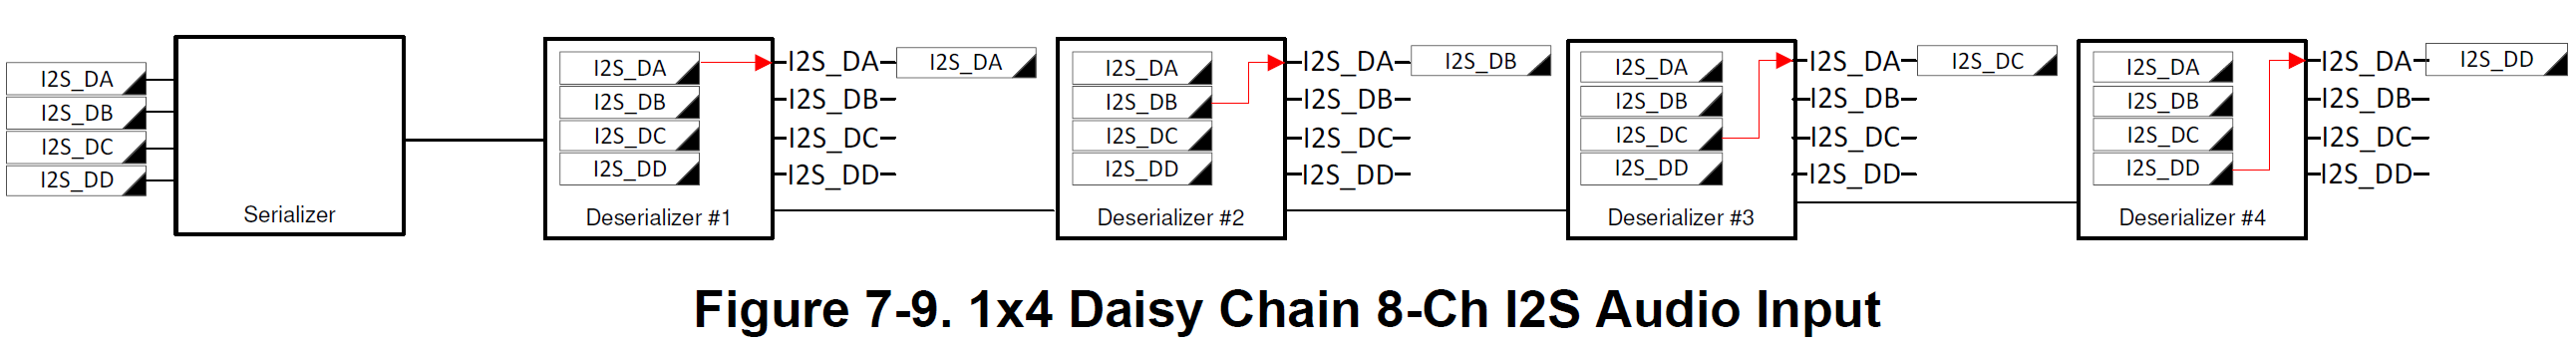 I2S_DA
I2S_DB
I2S_DC
I2S_DD
Serializer
I2S_DA
I2S_DB
I2S_DC
I2S_DD
Deserializer #1
I2S_DA
I2S_DB
I2S_DC
I2S_DD
I2S_DA
I2S_DA
I2S_DB
I2S_DC
I2S_DD
Deserializer #2
I2S_DA
I2S_DB
I2S_DC
I2S_DD
I2S_DB
I2S_DA
I2S_DB
I2S_DC
I2S_DD
Deserializer #3
I2S_DA
I2S_DB
I2S_DC
I2S_DD
I2S_DC
I2S_DA
I2S_DB
I2S_DC
I2S_DD
Deserializer #4
I2S_DA
I2S_DB
I2S_DC
I2S_DD
I2S_DD
Figure 7-9. 1x4 Daisy Chain 8-Ch I2S Audio Input